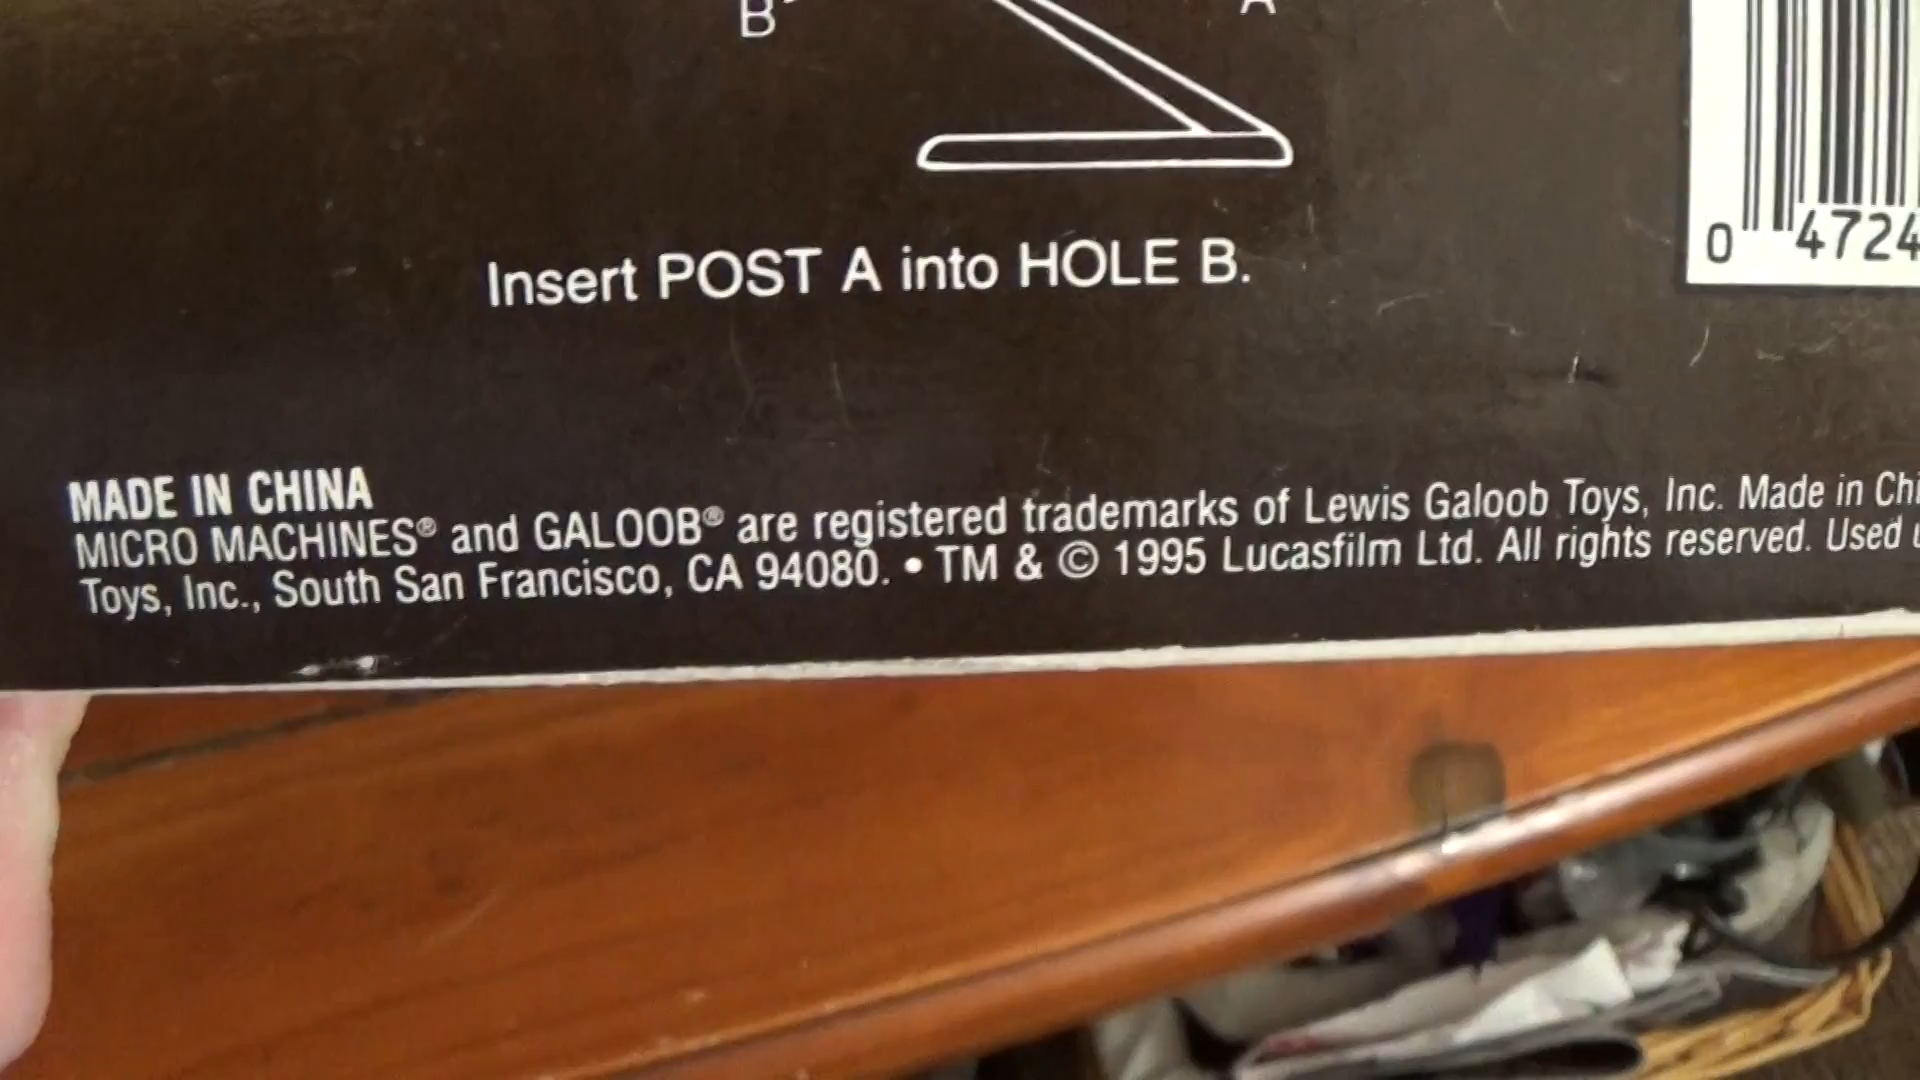 B A
Insert POST A into HOLE B.
0 4724
MADE IN CHINA
MICRO MACHINES® and GALOOB® are registered trademarks of Lewis Galoob Toys, Inc. Made in Chi
Toys, Inc., South San Francisco, CA 94080. • TM & © 1995 Lucasfilm Ltd. All rights reserved. Used